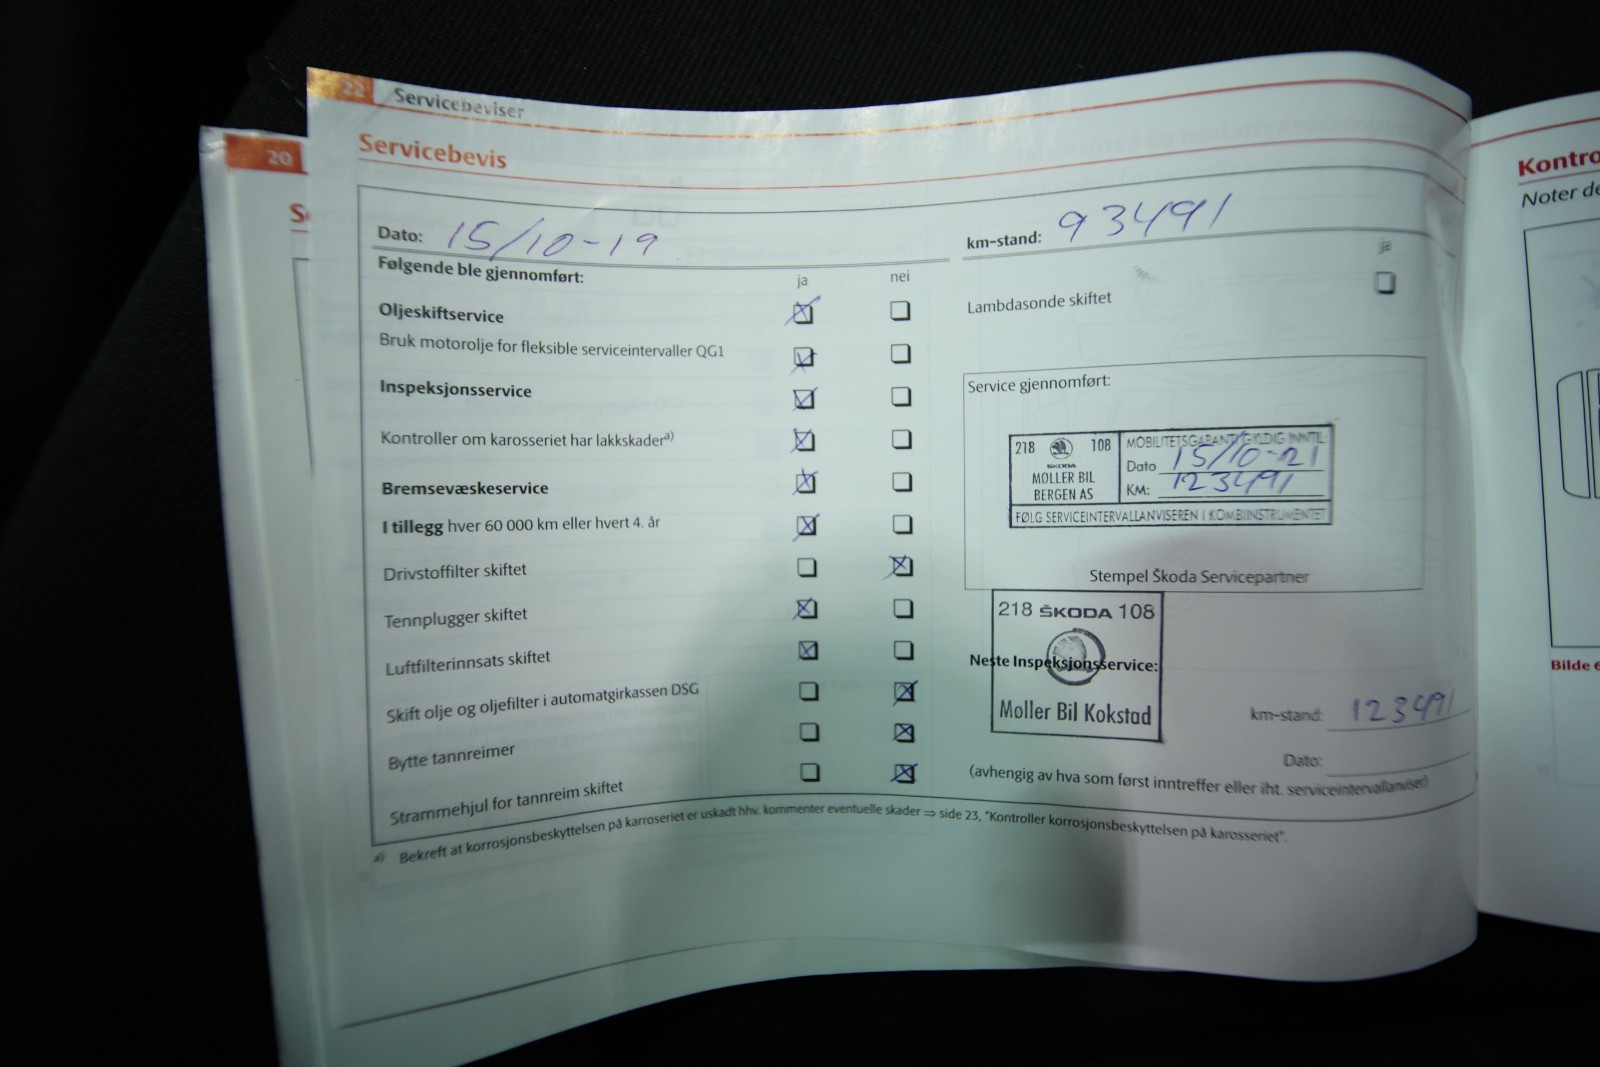 22 Servicebeviser
20
Servicebevis
Dato: 15/10-19
km-stand: 93491
Følgende ble gjennomført:
ja nei
ja
Oljeskiftservice
Lambdasonde skiftet
Bruk motorolje for fleksible serviceintervaller QG1
Inspeksjonsservice
Kontroller om karosseriet har lakkskader a)
Bremsevæskeservice
I tillegg hver 60 000 km eller hvert 4. år
Drivstoffilter skiftet
Tennplugger skiftet
Luftfilterinnsats skiftet
Skift olje og oljefilter i automatgirkassen DSG
Bytte tannreimer
Strammehjul for tannreim skiftet
Service gjennomført:
218 108
ŠKODA
MØLLER BIL
BERGEN AS
MOBILITETSGARANTI GYLDIG INNTIL:
Dato 15/10-21
KM: 123491
FØLG SERVICEINTERVALLANVISEREN I KOMBIINSTRUMENTET
Stempel Škoda Servicepartner
218 ŠKODA 108
Neste Inspeksjonsservice:
Møller Bil Kokstad
km-stand: 123491
Dato:
(avhengig av hva som først inntreffer eller iht. serviceintervallanviser)
a) Bekreft at korrosjonsbeskyttelsen på karroseriet er uskadt hhv. kommenter eventuelle skader ⇒ side 23, "Kontroller korrosjonsbeskyttelsen på karosseriet".
Noter
Bilde